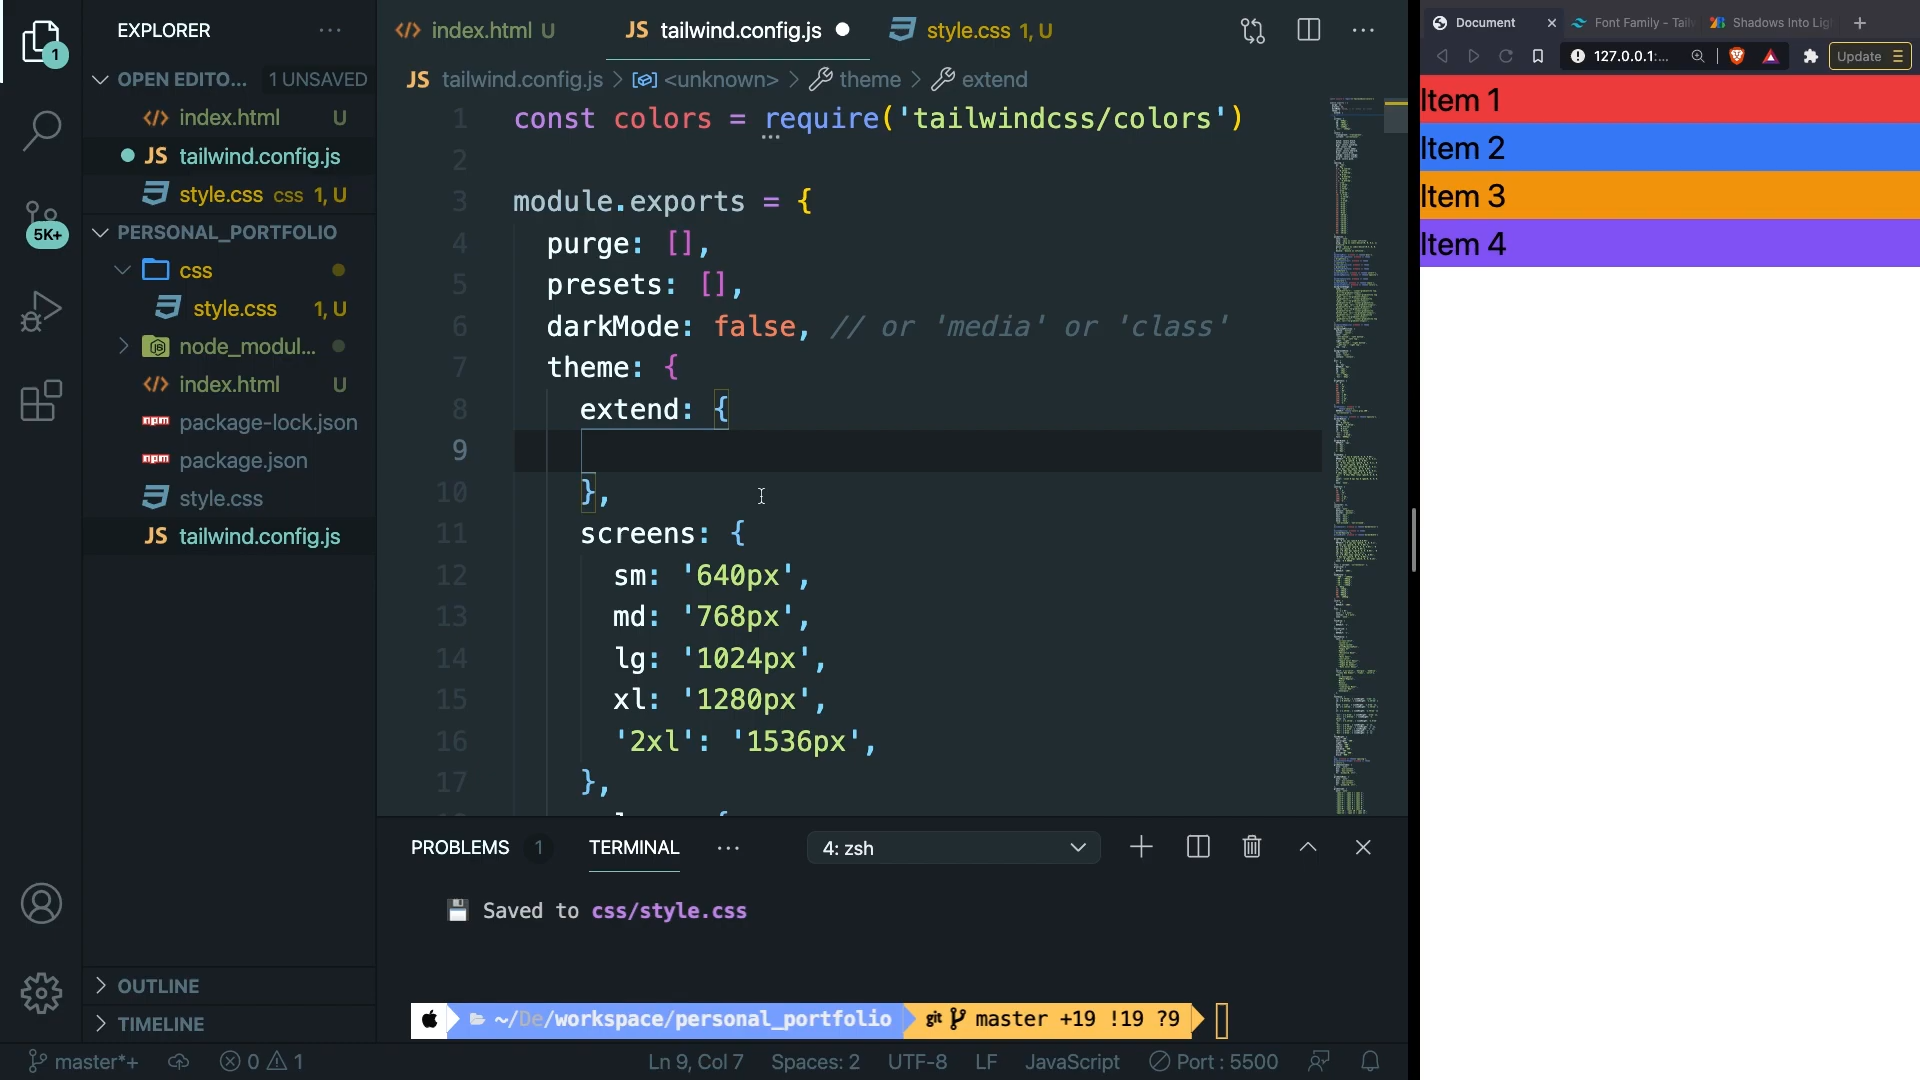 EXPLORER
1
OPEN EDITO... 1 UNSAVED
index.html U
tailwind.config.js
style.css css 1, U
PERSONAL_PORTFOLIO
css
style.css 1, U
node_modul...
index.html U
package-lock.json
package.json
style.css
tailwind.config.js
5K+
OUTLINE
TIMELINE
index.html U
JS tailwind.config.js
style.css 1, U
JS tailwind.config.js > <unknown> > theme > extend
1 const colors = require('tailwindcss/colors')
2
3 module.exports = {
4 purge: [],
5 presets: [],
6 darkMode: false, // or 'media' or 'class'
7 theme: {
8 extend: {
9
10 },
11 screens: {
12 sm: '640px',
13 md: '768px',
14 lg: '1024px',
15 xl: '1280px',
16 '2xl': '1536px',
17 },
PROBLEMS 1 TERMINAL ... 4: zsh
Saved to css/style.css
~/De/workspace/personal_portfolio git master +19 !19 ?9
master*+ 0 1 Ln 9, Col 7 Spaces: 2 UTF-8 LF JavaScript Port : 5500
Document Font Family - Tailw Shadows Into Ligh
127.0.0.1:... Update
Item 1
Item 2
Item 3
Item 4